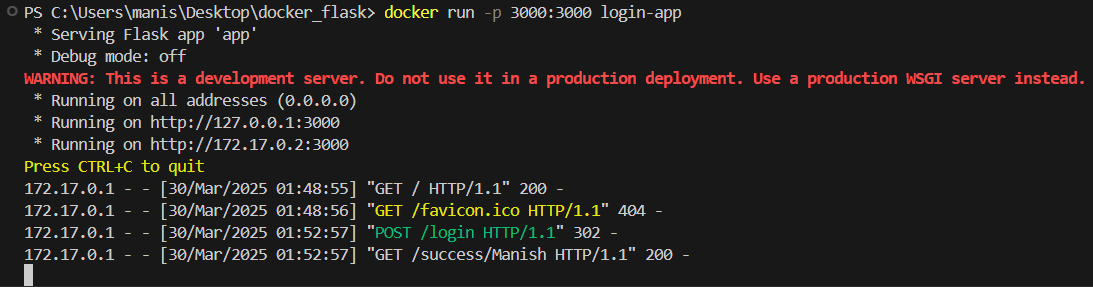 PS C:\Users\manis\Desktop\docker_flask> docker run -p 3000:3000 login-app
 * Serving Flask app 'app'
 * Debug mode: off
WARNING: This is a development server. Do not use it in a production deployment. Use a production WSGI server instead.
 * Running on all addresses (0.0.0.0)
 * Running on http://127.0.0.1:3000
 * Running on http://172.17.0.2:3000
Press CTRL+C to quit
172.17.0.1 - - [30/Mar/2025 01:48:55] "GET / HTTP/1.1" 200 -
172.17.0.1 - - [30/Mar/2025 01:48:56] "GET /favicon.ico HTTP/1.1" 404 -
172.17.0.1 - - [30/Mar/2025 01:52:57] "POST /login HTTP/1.1" 302 -
172.17.0.1 - - [30/Mar/2025 01:52:57] "GET /success/Manish HTTP/1.1" 200 -